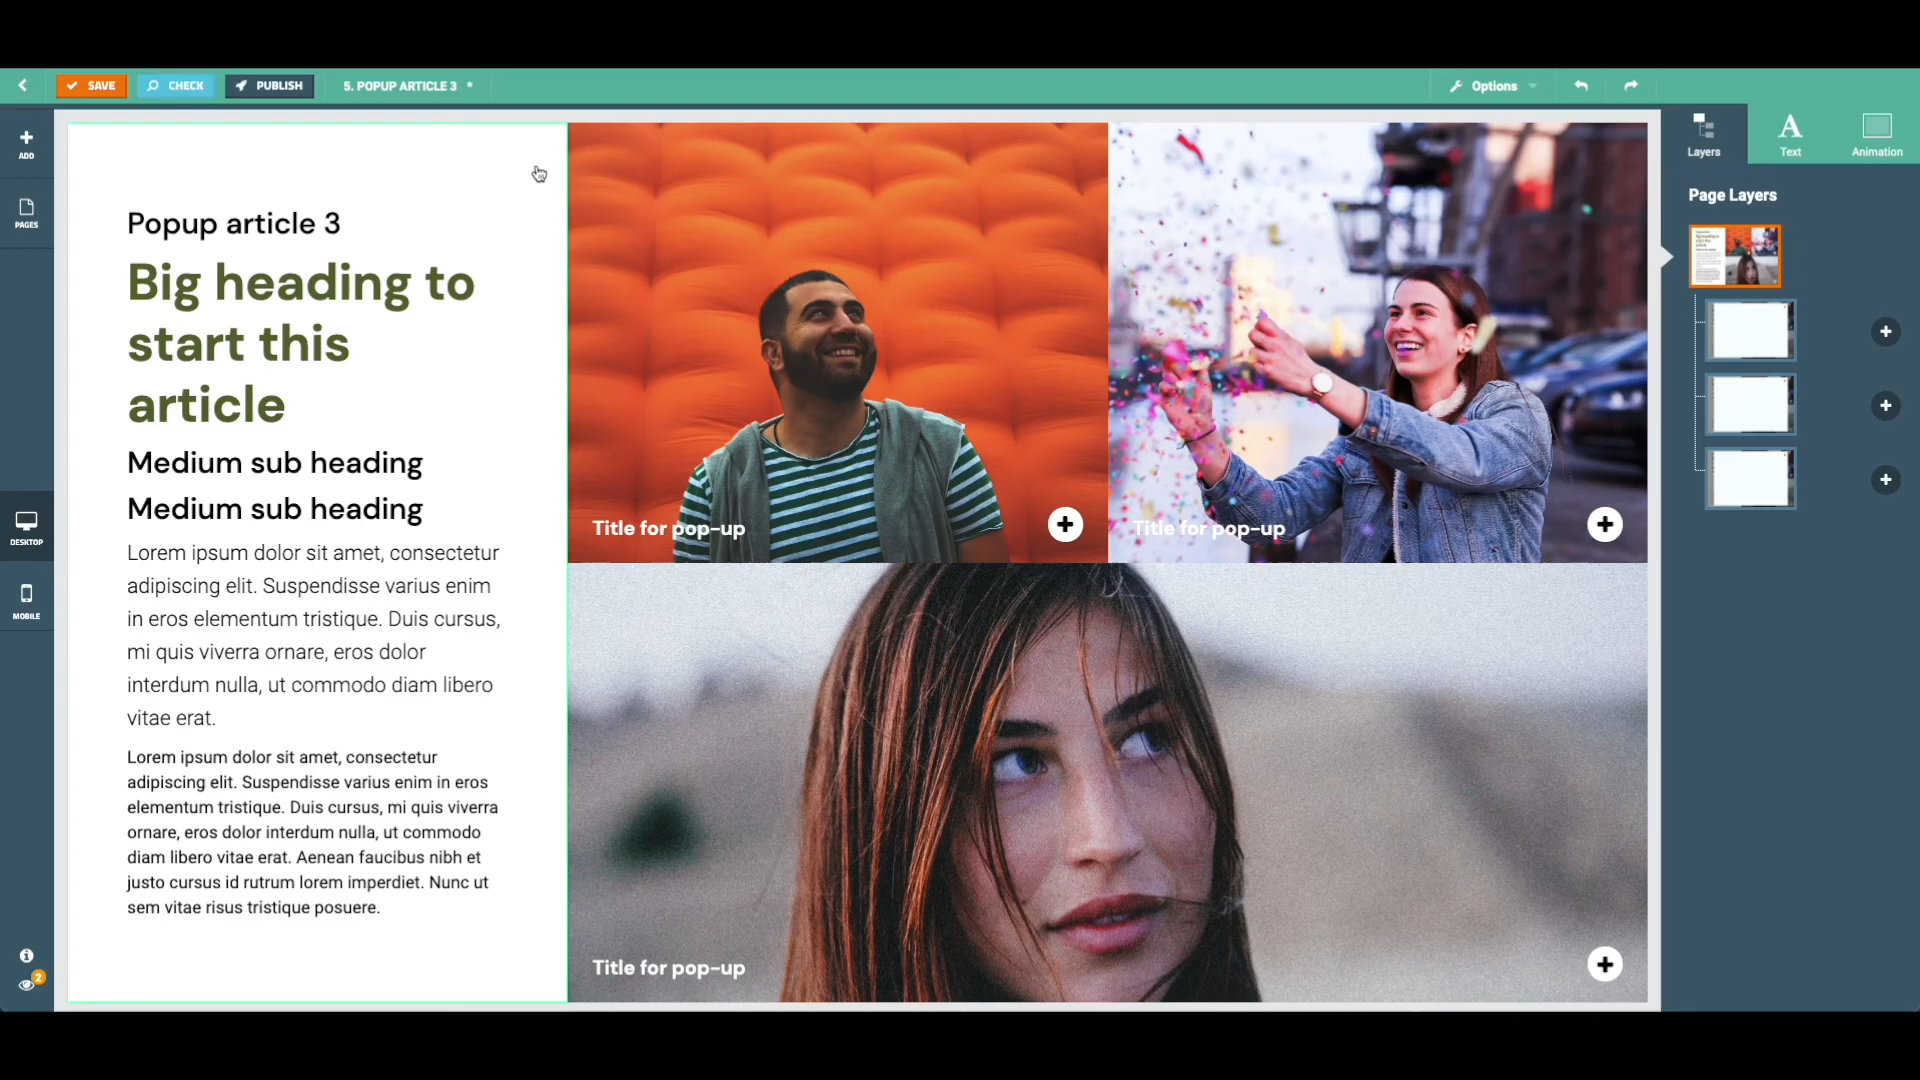 SAVE
CHECK
PUBLISH
5. POPUP ARTICLE 3 *
Options
ADD
PAGES
DESKTOP
MOBILE
2
Popup article 3
Big heading to
start this
article
Medium sub heading
Medium sub heading
Lorem ipsum dolor sit amet, consectetur
adipiscing elit. Suspendisse varius enim
in eros elementum tristique. Duis cursus,
mi quis viverra ornare, eros dolor
interdum nulla, ut commodo diam libero
vitae erat.
Lorem ipsum dolor sit amet, consectetur
adipiscing elit. Suspendisse varius enim in eros
elementum tristique. Duis cursus, mi quis viverra
ornare, eros dolor interdum nulla, ut commodo
diam libero vitae erat. Aenean faucibus nibh et
justo cursus id rutrum lorem imperdiet. Nunc ut
sem vitae risus tristique posuere.
Title for pop-up
Title for pop-up
Title for pop-up
Layers
A
Text
Animation
Page Layers